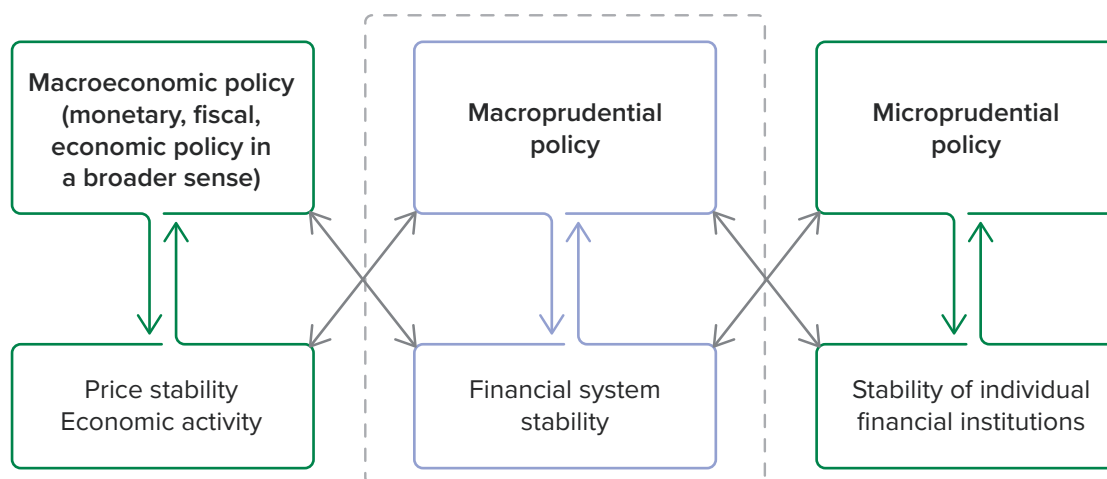 Macroeconomic policy
(monetary, fiscal,
economic policy in
a broader sense)
Macroprudential
policy
Microprudential
policy
Price stability
Economic activity
Financial system
stability
Stability of individual
financial institutions